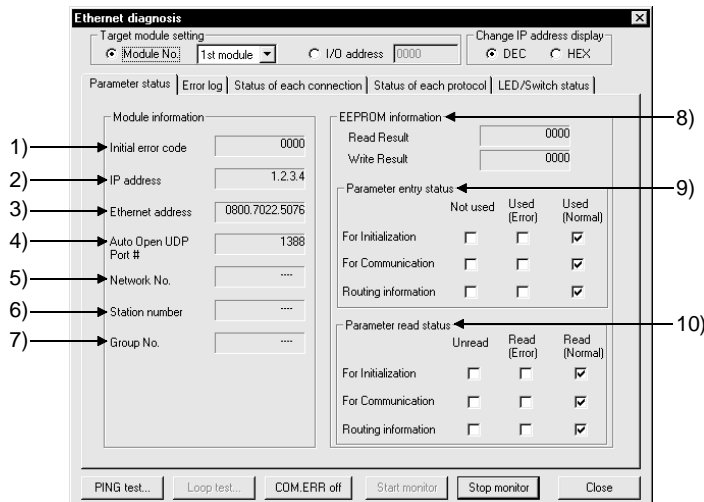 Ethernet diagnosis
Target module setting
Change IP address display
Module No. 1st module I/O address 0000 DEC HEX
Parameter status Error log Status of each connection Status of each protocol LED/Switch status
Module information
EEPROM information 8)
Read Result 0000
1) Initial error code 0000
Write Result 0000
2) IP address 1.2.3.4
Parameter entry status 9)
3) Ethernet address 0800.7022.5076
Not used Used (Error) Used (Normal)
4) Auto Open UDP Port # 1388
For Initialization
For Communication
5) Network No. ----
Routing information
6) Station number ----
Parameter read status 10)
7) Group No. ----
Unread Read (Error) Read (Normal)
For Initialization
For Communication
Routing information
PING test... Loop test... COM.ERR off Start monitor Stop monitor Close